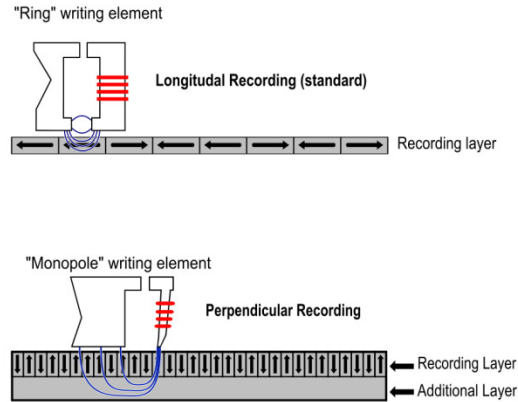 "Ring" writing element
Longitudal Recording (standard)
Recording layer
"Monopole" writing element
Perpendicular Recording
Recording Layer
Additional Layer